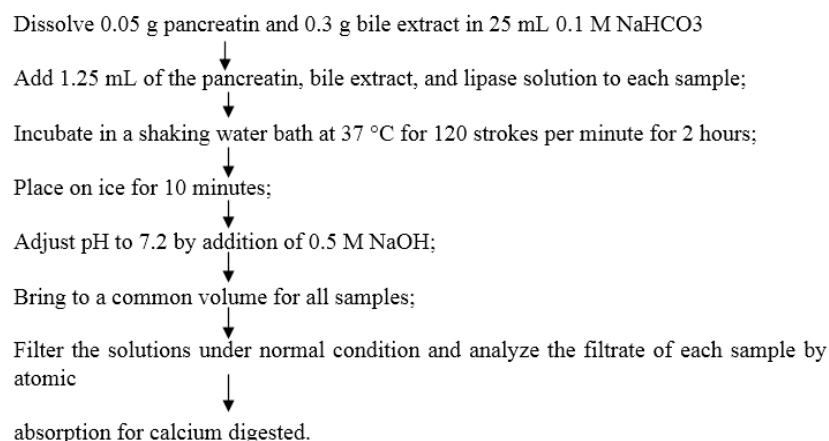 Dissolve 0.05 g pancreatin and 0.3 g bile extract in 25 mL 0.1 M NaHCO3
Add 1.25 mL of the pancreatin, bile extract, and lipase solution to each sample;
Incubate in a shaking water bath at 37 °C for 120 strokes per minute for 2 hours;
Place on ice for 10 minutes;
Adjust pH to 7.2 by addition of 0.5 M NaOH;
Bring to a common volume for all samples;
Filter the solutions under normal condition and analyze the filtrate of each sample by
atomic
absorption for calcium digested.